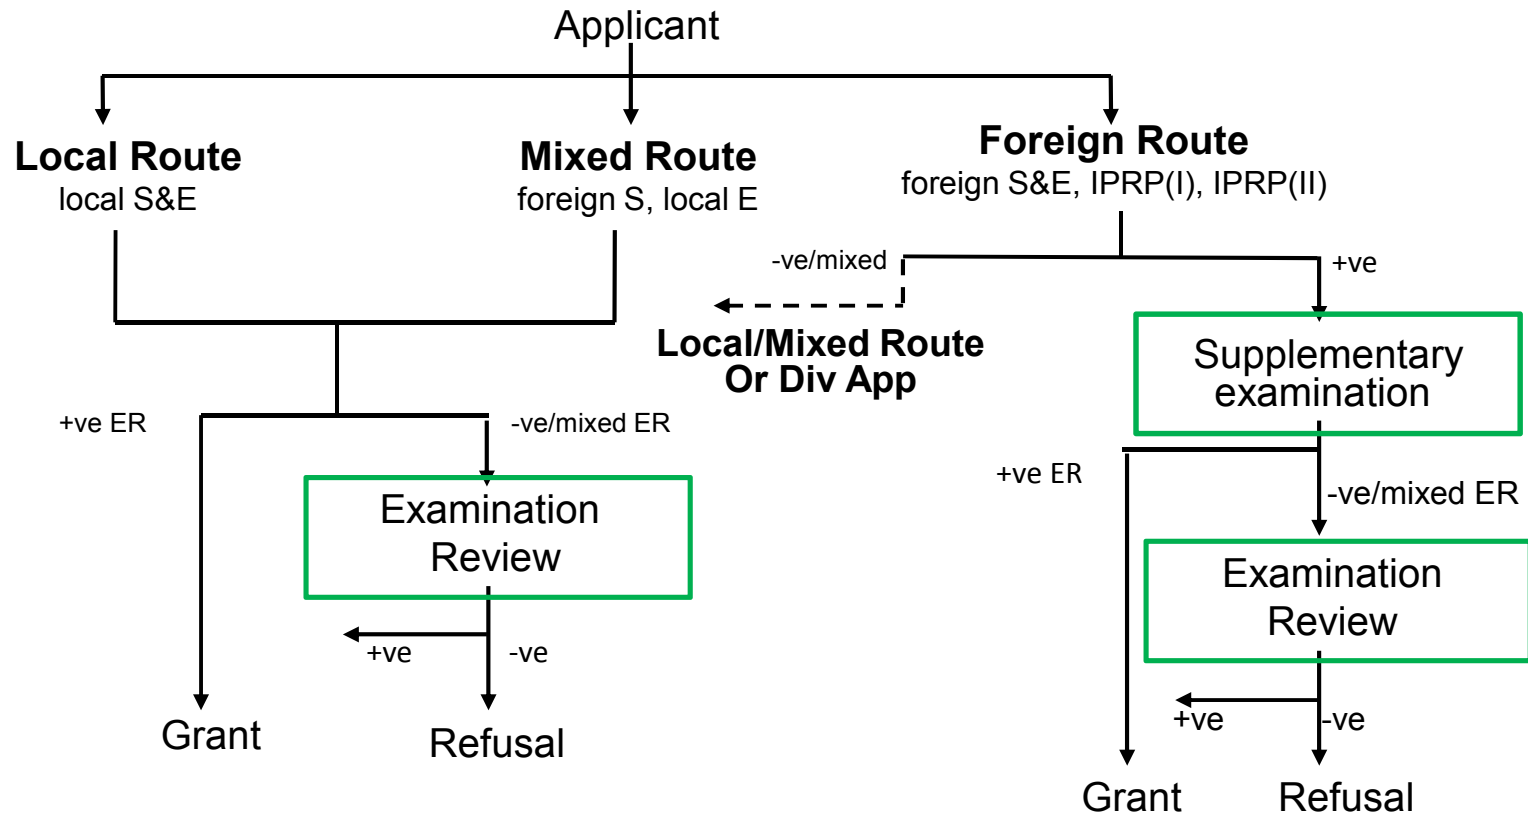 Applicant
Local Route
local S&E
Mixed Route
foreign S, local E
Foreign Route
foreign S&E, IPRP(I), IPRP(II)
-ve/mixed
+ve
Local/Mixed Route
Or Div App
Supplementary
examination
+ve ER
-ve/mixed ER
Examination
Review
+ve
-ve
Grant
Refusal
+ve ER
-ve/mixed ER
Examination
Review
+ve
-ve
Grant
Refusal